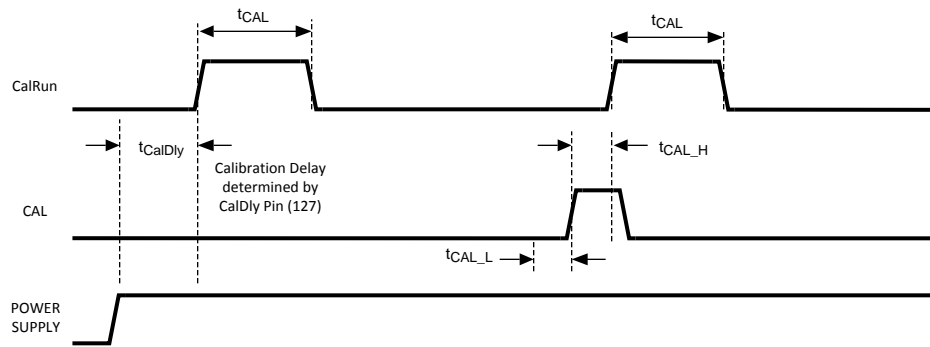 tCAL
tCAL
CalRun
tCalDly
tCAL_H
Calibration Delay
determined by
CalDly Pin (127)
CAL
tCAL_L
POWER
SUPPLY